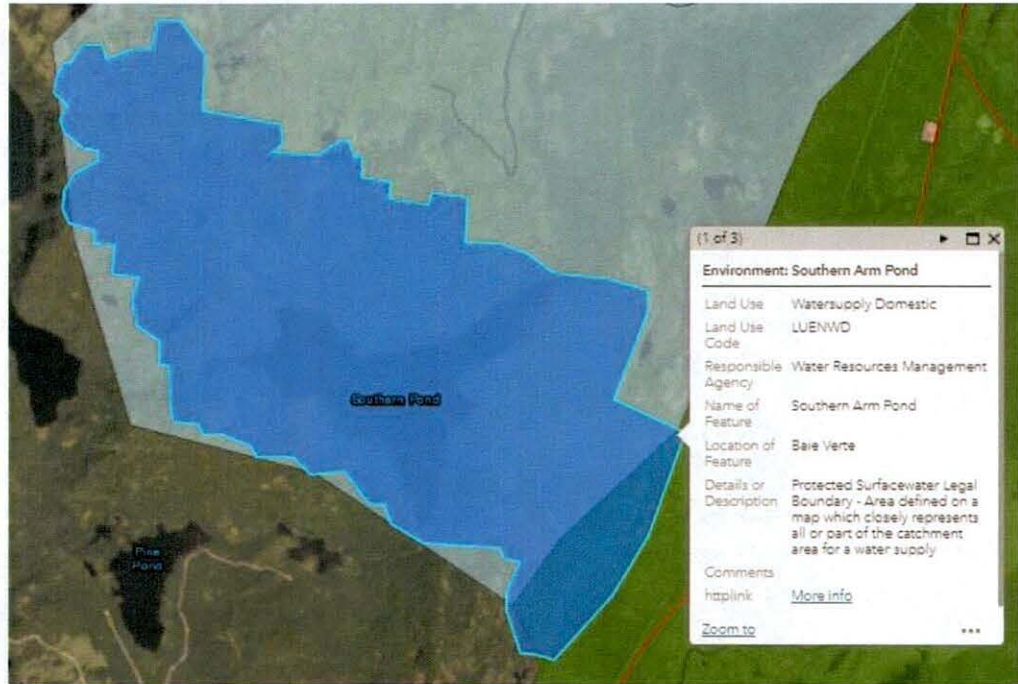 (1 of 3)
Environment: Southern Arm Pond
Land Use Watersupply Domestic
Land Use Code LUENWD
Responsible Agency Water Resources Management
Name of Feature Southern Arm Pond
Location of Feature Baie Verte
Details or Description Protected Surfacewater Legal
Boundary - Area defined on a
map which closely represents
all or part of the catchment
area for a water supply
Comments
httplink More info
Zoom to
Southern Pond
Pine
Pond